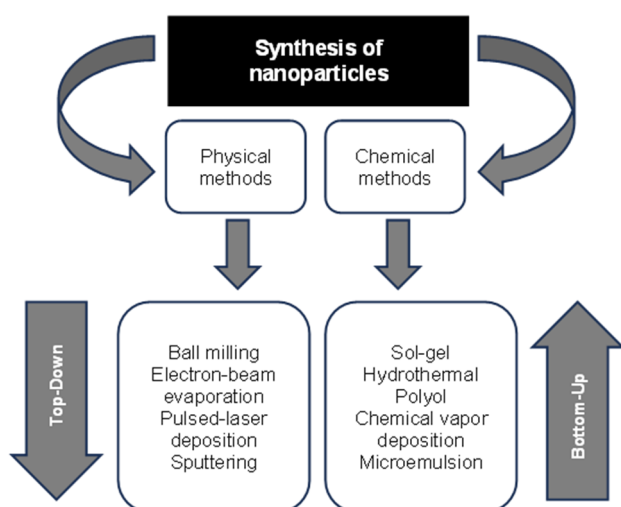 Synthesis of
nanoparticles
Physical
methods
Chemical
methods
Top-Down
Ball milling
Electron-beam
evaporation
Pulsed-laser
deposition
Sputtering
Sol-gel
Hydrothermal
Polyol
Chemical vapor
deposition
Microemulsion
Bottom-Up